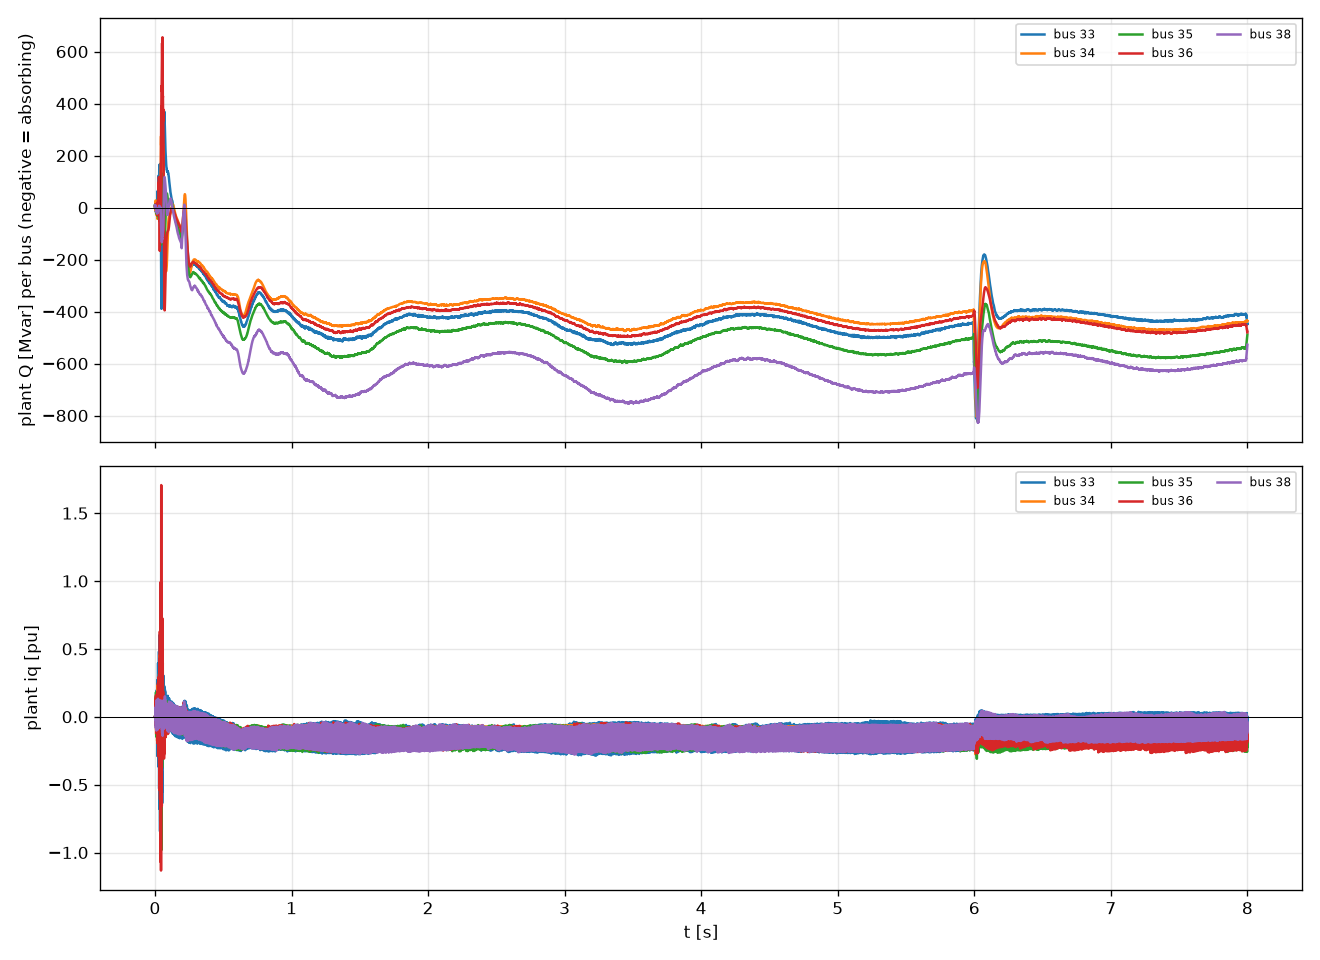 plant Q [Mvar] per bus (negative = absorbing)
600
400
200
0
−200
−400
−600
−800
bus 33 bus 35 bus 38
bus 34 bus 36
plant iq [pu]
1.5
1.0
0.5
0.0
−0.5
−1.0
bus 33 bus 35 bus 38
bus 34 bus 36
0 1 2 3 4 5 6 7 8
t [s]